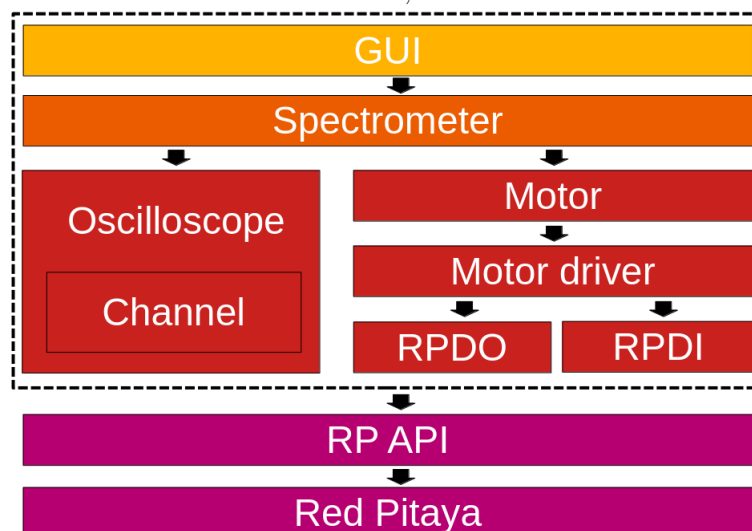 GUI
Spectrometer
Oscilloscope
Channel
Motor
Motor driver
RPDO
RPDI
RP API
Red Pitaya